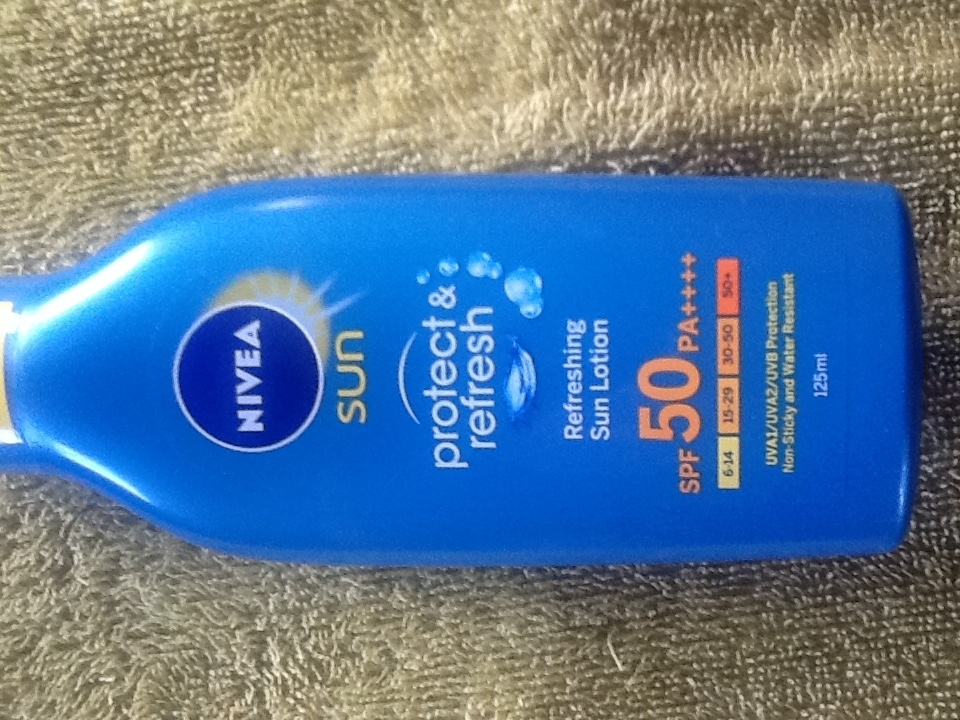 NIVEA
sun
protect &
refresh
Refreshing
Sun Lotion
SPF 50 PA++++
6-14 15-29 30-50 50+
UVA1/UVA2/UVB Protection
Non-Sticky and Water Resistant
125ml